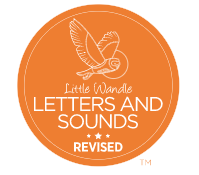 Little Wandle
LETTERS AND
SOUNDS
REVISED
TM